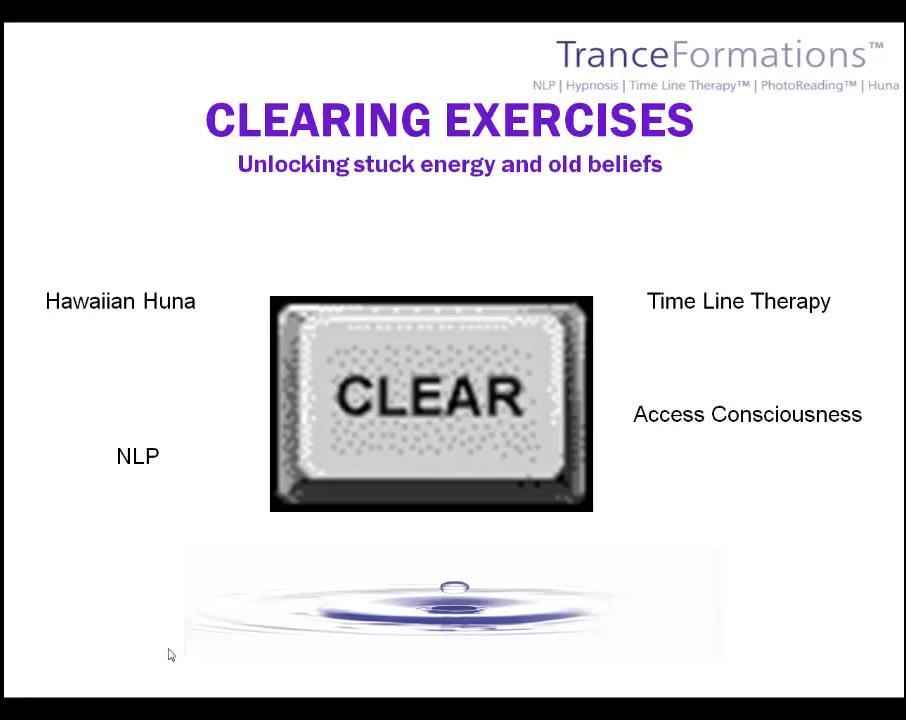 TranceFormations™
NLP | Hypnosis | Time Line Therapy™ | PhotoReading™ | Huna
CLEARING EXERCISES
Unlocking stuck energy and old beliefs
Hawaiian Huna
Time Line Therapy
CLEAR
Access Consciousness
NLP